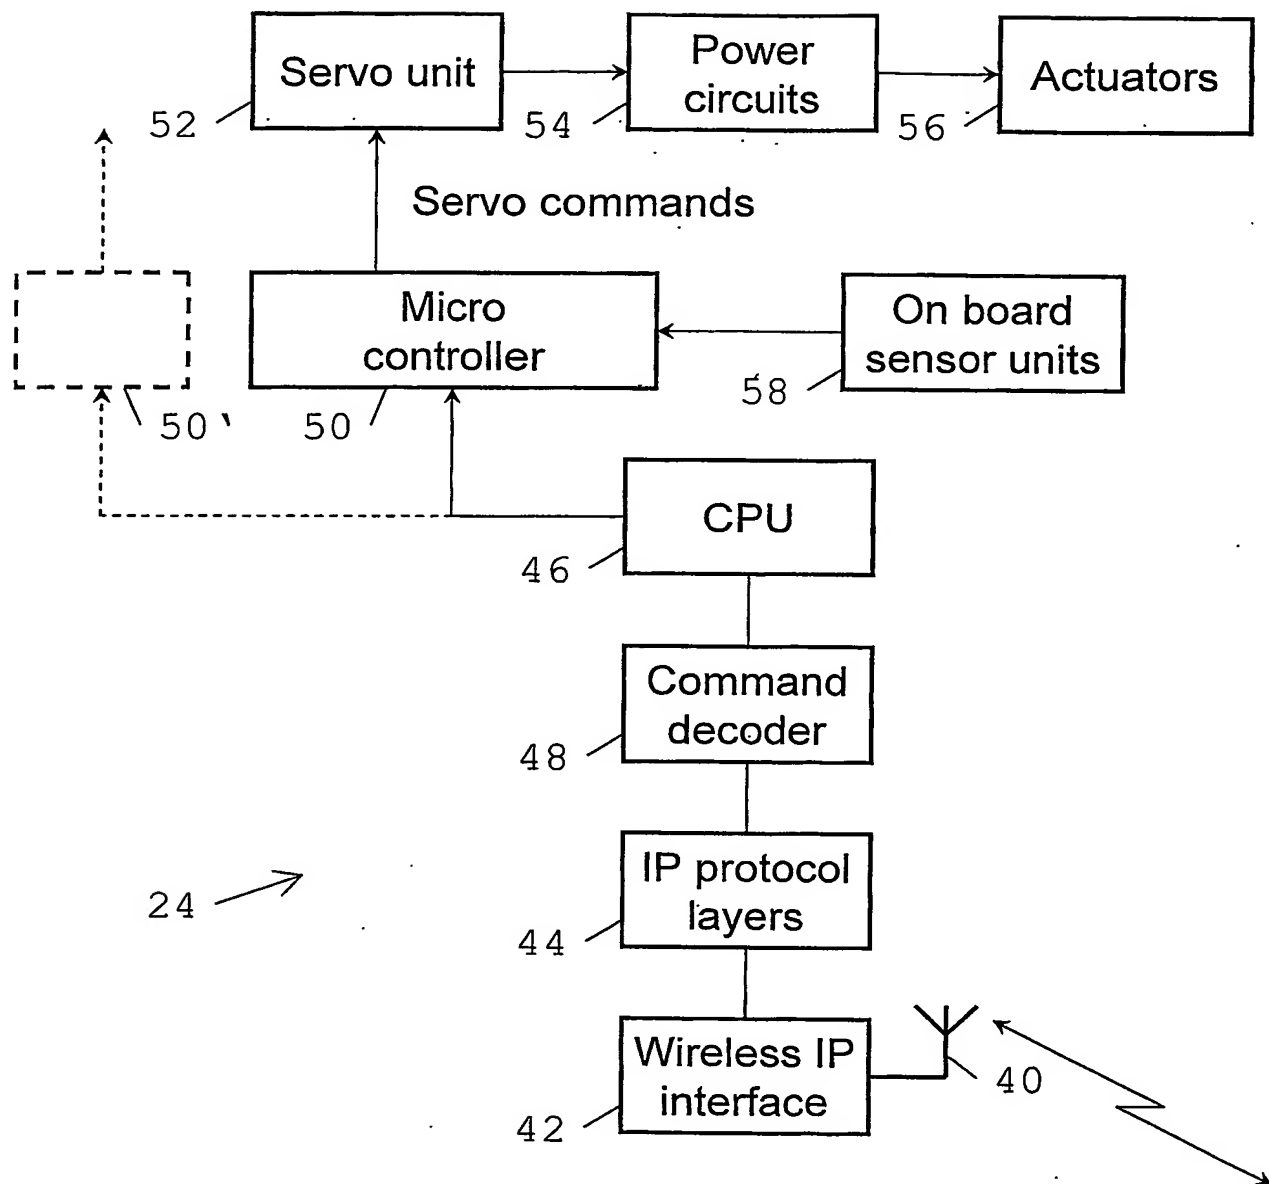 Servo unit
Power
circuits
Actuators
52
54
56
Servo commands
Micro
controller
On board
sensor units
58
50'
50
CPU
46
Command
decoder
48
IP protocol
layers
24
44
Wireless IP
interface
40
42